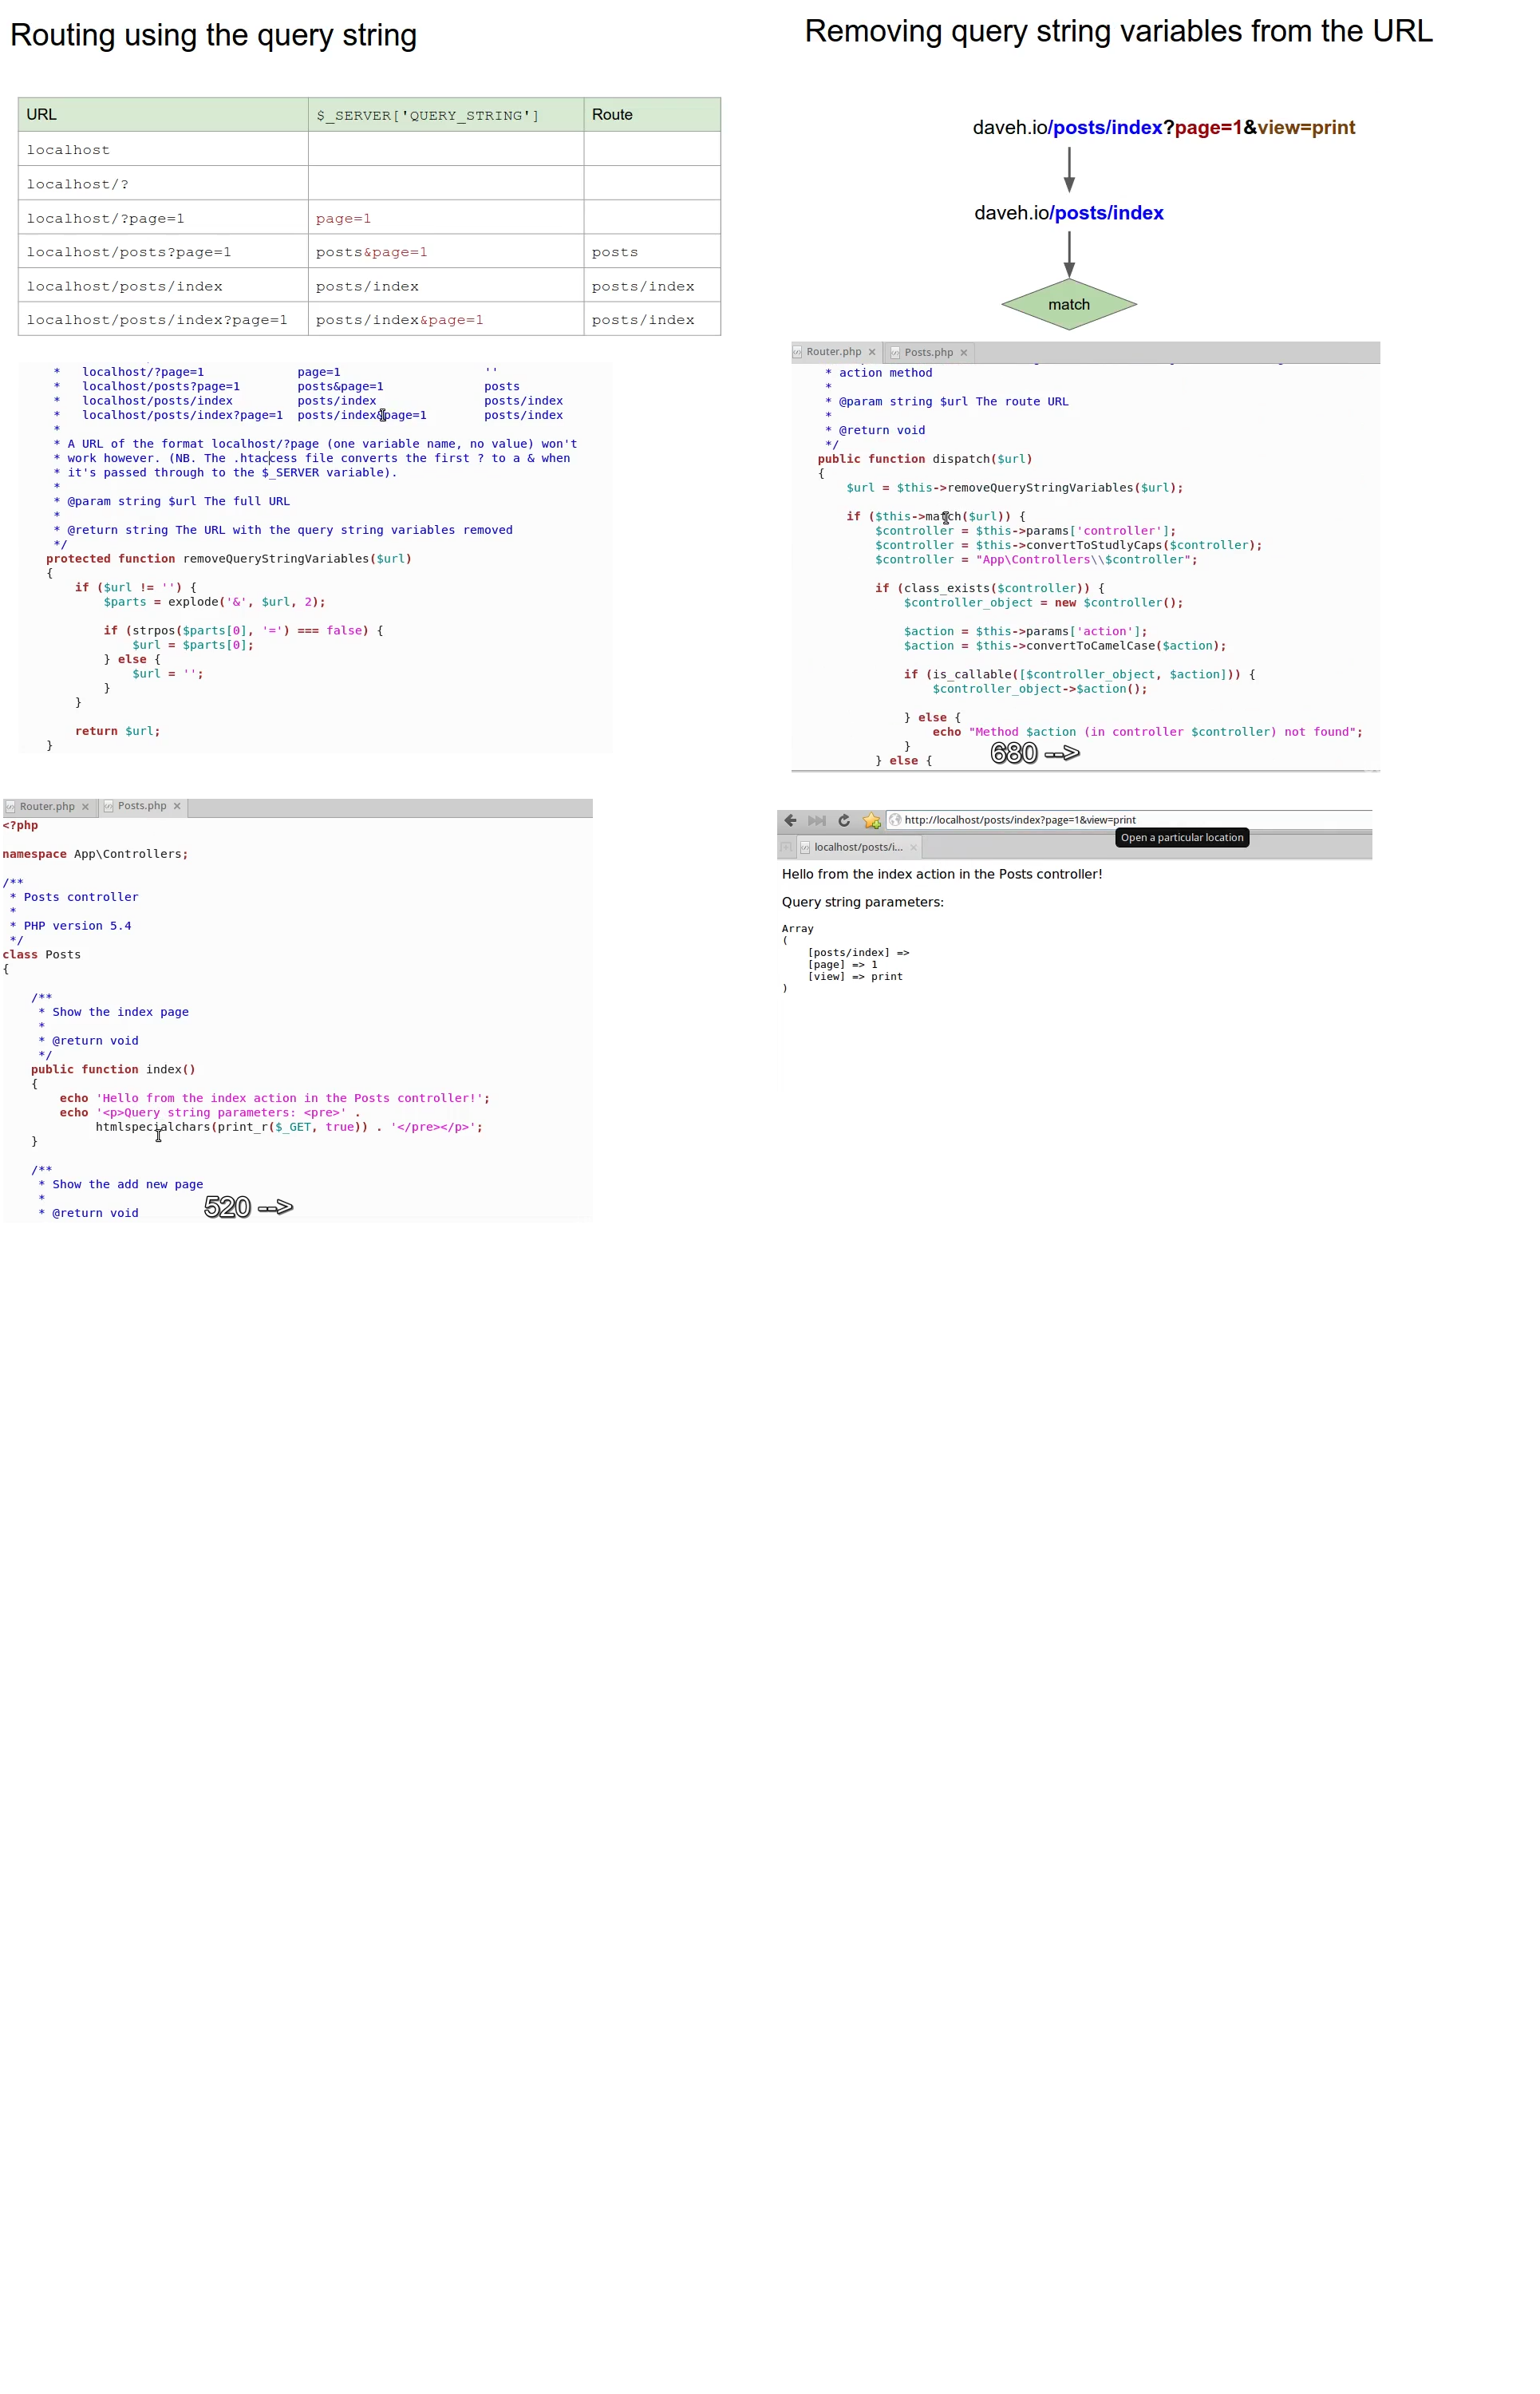 Routing using the query string
URL $_SERVER['QUERY_STRING'] Route
localhost
localhost/?
localhost/?page=1 page=1
localhost/posts?page=1 posts&page=1 posts
localhost/posts/index posts/index posts/index
localhost/posts/index?page=1 posts/index&page=1 posts/index
Removing query string variables from the URL
daveh.io/posts/index?page=1&view=print
daveh.io/posts/index
match
* localhost/?page=1 page=1 ''
* localhost/posts?page=1 posts&page=1 posts
* localhost/posts/index posts/index posts/index
* localhost/posts/index?page=1 posts/index&page=1 posts/index
*
* A URL of the format localhost/?page (one variable name, no value) won't
* work however. (NB. The .htaccess file converts the first ? to a & when
* it's passed through to the $_SERVER variable).
*
* @param string $url The full URL
*
* @return string The URL with the query string variables removed
*/
protected function removeQueryStringVariables($url)
{
if ($url != '') {
$parts = explode('&', $url, 2);
if (strpos($parts[0], '=') === false) {
$url = $parts[0];
} else {
$url = '';
}
}
return $url;
}
Router.php Posts.php
* action method
*
* @param string $url The route URL
*
* @return void
*/
public function dispatch($url)
{
$url = $this->removeQueryStringVariables($url);
if ($this->match($url)) {
$controller = $this->params['controller'];
$controller = $this->convertToStudlyCaps($controller);
$controller = "App\Controllers\\$controller";
if (class_exists($controller)) {
$controller_object = new $controller();
$action = $this->params['action'];
$action = $this->convertToCamelCase($action);
if (is_callable([$controller_object, $action])) {
$controller_object->$action();
} else {
echo "Method $action (in controller $controller) not found";
}
} else {
680 -->
Router.php Posts.php
<?php
namespace App\Controllers;
/**
* Posts controller
*
* PHP version 5.4
*/
class Posts
{
/**
* Show the index page
*
* @return void
*/
public function index()
{
echo 'Hello from the index action in the Posts controller!';
echo '<p>Query string parameters: <pre>' .
htmlspecialchars(print_r($_GET, true)) . '</pre></p>';
}
/**
* Show the add new page
*
* @return void
520 -->
http://localhost/posts/index?page=1&view=print
Open a particular location
localhost/posts/i...
Hello from the index action in the Posts controller!
Query string parameters:
Array
(
[posts/index] =>
[page] => 1
[view] => print
)